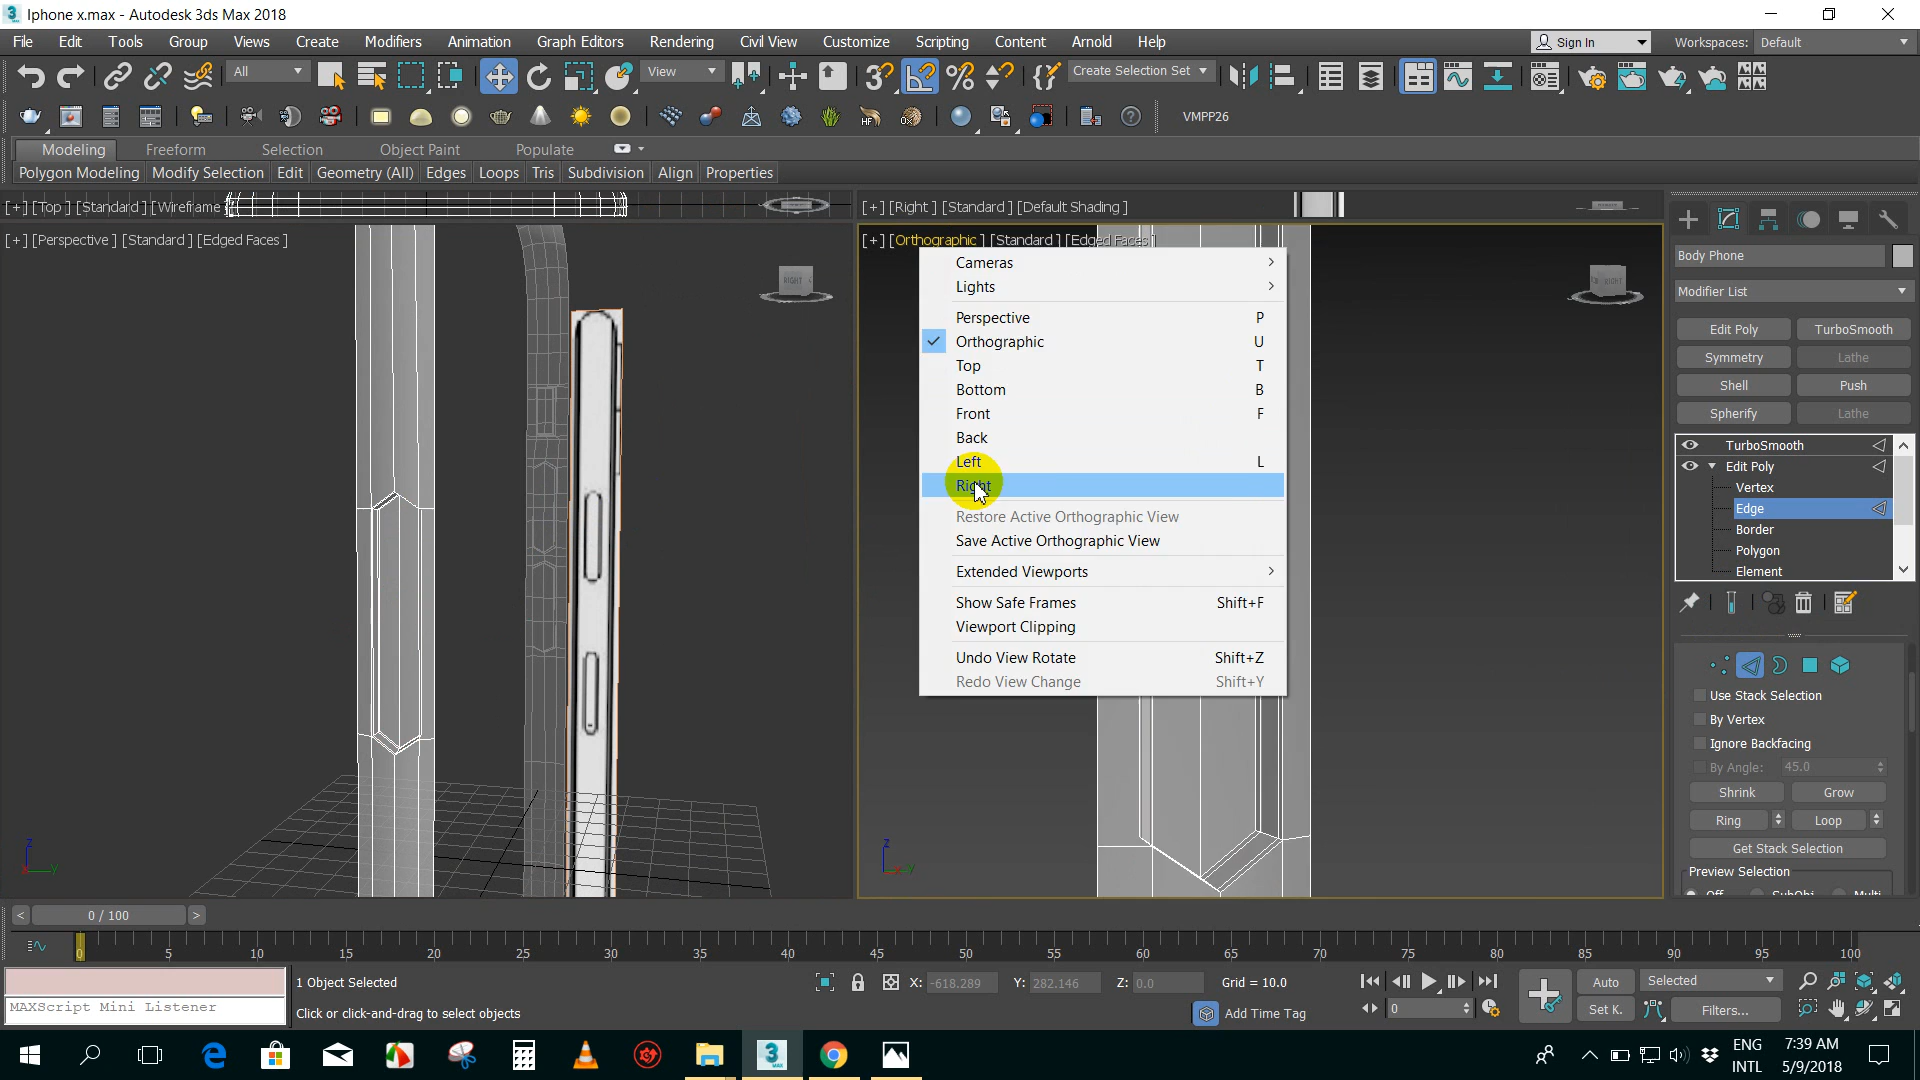 Iphone x.max - Autodesk 3ds Max 2018
File Edit Tools Group Views Create Modifiers Animation Graph Editors Rendering Civil View Customize Scripting Content Arnold Help
Sign In Workspaces: Default
All View Create Selection Set
HF VMPP26
Modeling Freeform Selection Object Paint Populate
Polygon Modeling Modify Selection Edit Geometry (All) Edges Loops Tris Subdivision Align Properties
[+] [Top ] [Standard ] [Wireframe
[+] [Right ] [Standard ] [Default Shading ]
[+] [Perspective ] [Standard ] [Edged Faces ]
RIGHT
[+] [Orthographic ] [Standard ] [Edged Faces ]
RIGHT
Cameras
Lights
Perspective P
Orthographic U
Top T
Bottom B
Front F
Back
Left L
Right
Restore Active Orthographic View
Save Active Orthographic View
Extended Viewports
Show Safe Frames Shift+F
Viewport Clipping
Undo View Rotate Shift+Z
Redo View Change Shift+Y
z
y
z
y
Body Phone
Modifier List
Edit Poly TurboSmooth
Symmetry Lathe
Shell Push
Spherify Lathe
TurboSmooth
Edit Poly
Vertex
Edge
Border
Polygon
Element
Use Stack Selection
By Vertex
Ignore Backfacing
By Angle: 45.0
Shrink Grow
Ring Loop
Get Stack Selection
Preview Selection
Off SubObj Multi
< 0 / 100 >
0 5 10 15 20 25 30 35 40 45 50 55 60 65 70 75 80 85 90 95 100
1 Object Selected X: -618.289 Y: 282.146 Z: 0.0 Grid = 10.0 Auto Selected
MAXScript Mini Listener Click or click-and-drag to select objects Add Time Tag 0 Set K. Filters...
3 MAX
ENG
INTL
7:39 AM
5/9/2018